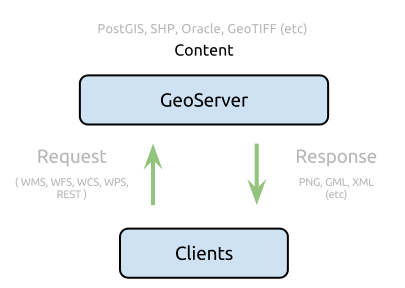 PostGIS, SHP, Oracle, GeoTIFF (etc)
Content
GeoServer
Request
( WMS, WFS, WCS, WPS,
REST )
Response
PNG, GML, XML
(etc)
Clients